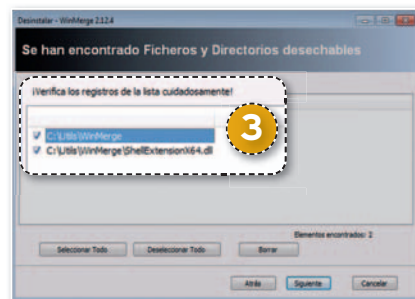 Desinstalar - WinMerge 2.12.4
Se han encontrado Ficheros y Directorios desechables
¡Verifica los registros de la lista cuidadosamente!
C:\Utils\WinMerge
C:\Utils\WinMerge\ShellExtensionX64.dll
3
Elementos encontrados: 2
Seleccionar Todo
Deseleccionar Todo
Borrar
Atrás
Siguiente
Cancelar